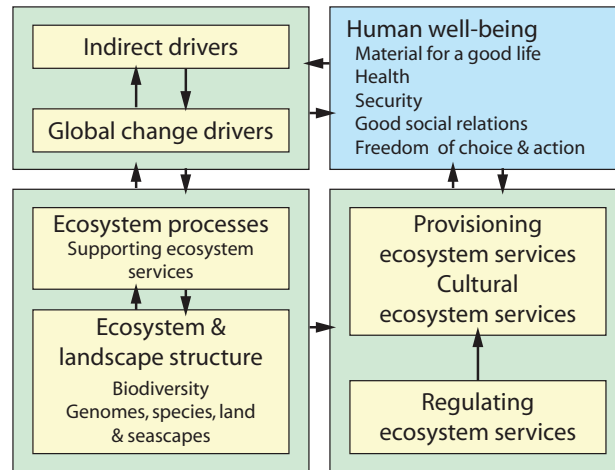 Indirect drivers
Global change drivers
Human well-being
Material for a good life
Health
Security
Good social relations
Freedom of choice & action
Ecosystem processes
Supporting ecosystem
services
Ecosystem &
landscape structure
Biodiversity
Genomes, species, land
& seascapes
Provisioning
ecosystem services
Cultural
ecosystem services
Regulating
ecosystem services